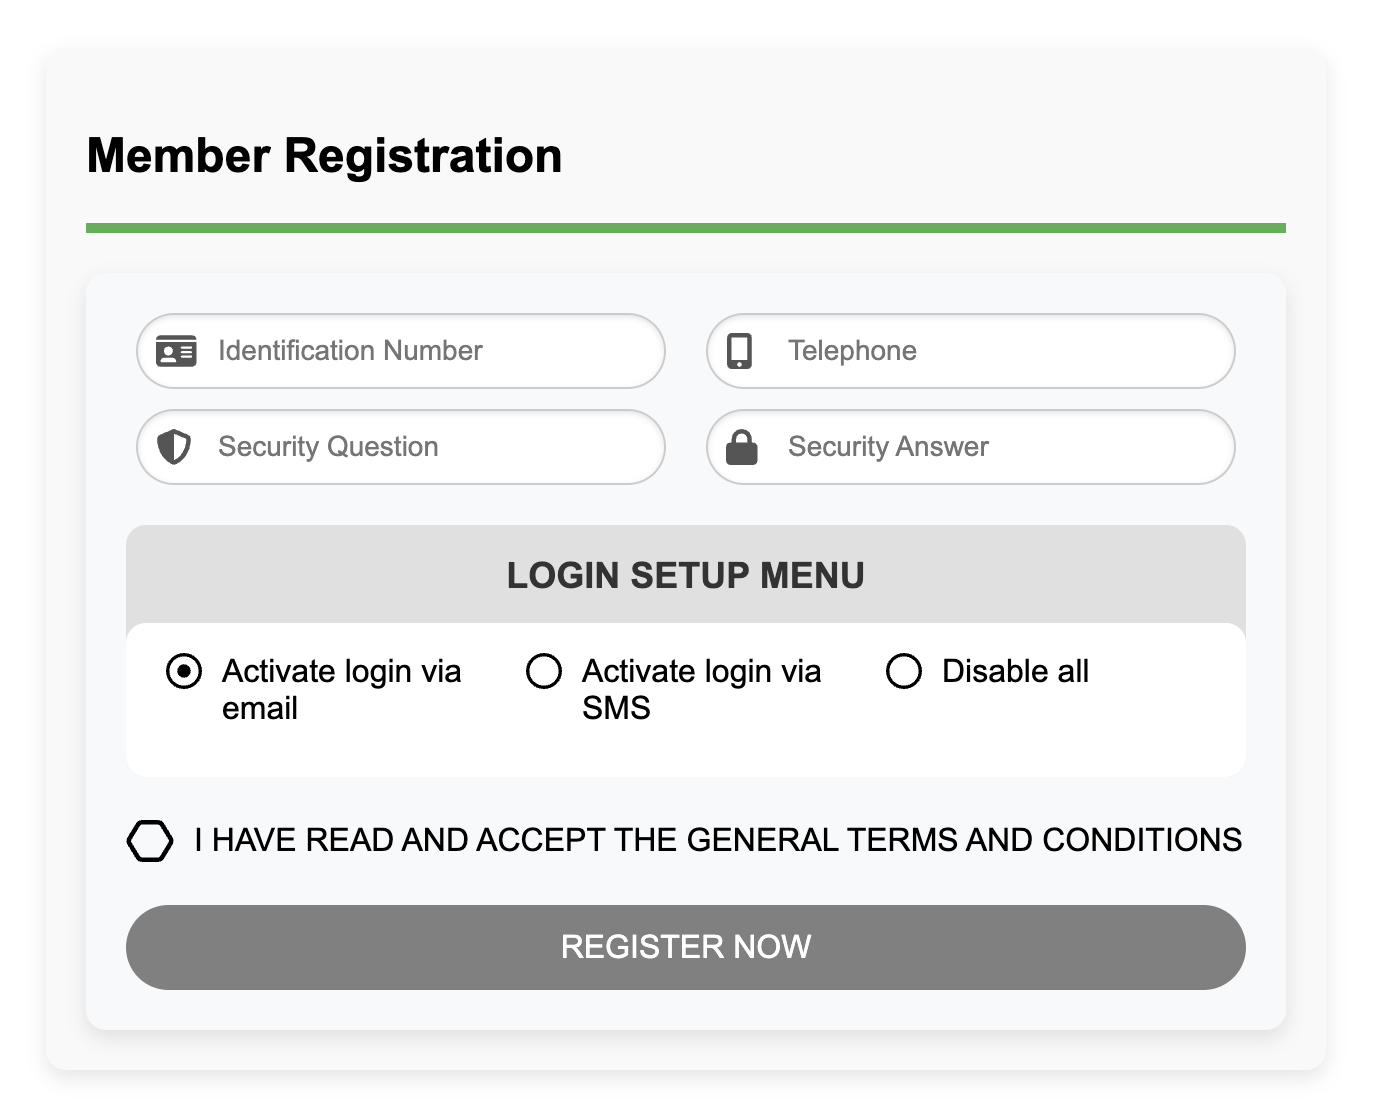 Member Registration
Identification Number
Telephone
Security Question
Security Answer
LOGIN SETUP MENU
Activate login via
email
Activate login via
SMS
Disable all
I HAVE READ AND ACCEPT THE GENERAL TERMS AND CONDITIONS
REGISTER NOW